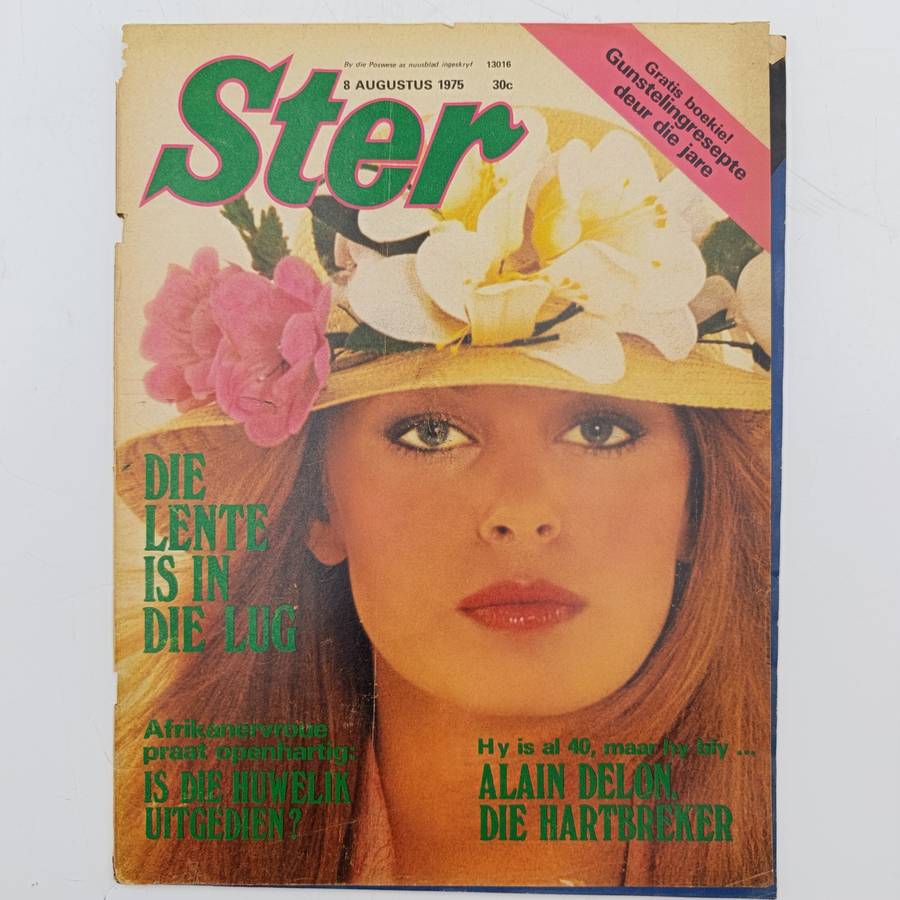 By die Poswese as nuusblad ingeskryf 13016
8 AUGUSTUS 1975 30c
Ster
Gratis boekie!
Gunstelingresepte
deur die jare
DIE
LENTE
IS IN
DIE LUG
Afrikanervroue
praat openhartig:
IS DIE HUWELIK
UITGEDIEN?
Hy is al 40, maar hy bly ...
ALAIN DELON,
DIE HARTBREKER